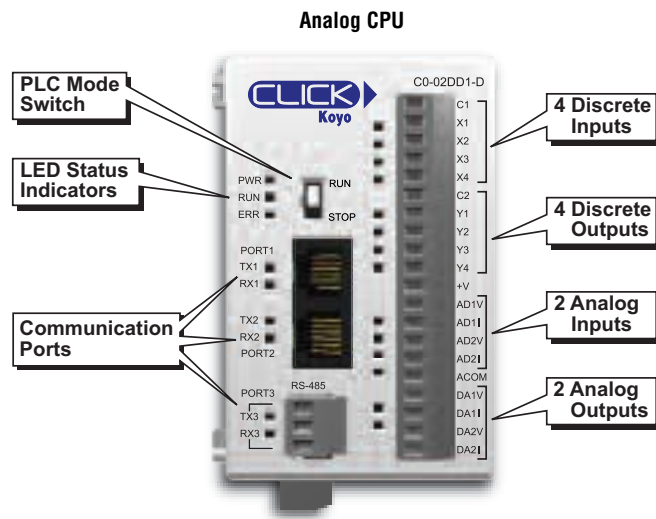 Analog CPU
PLC Mode
Switch
LED Status
Indicators
Communication
Ports
CLICK
Koyo
C0-02DD1-D
PWR
RUN
ERR
RUN
STOP
PORT1
TX1
RX1
TX2
RX2
PORT2
PORT3
RS-485
TX3
RX3
C1
X1
X2
X3
X4
C2
Y1
Y2
Y3
Y4
+V
AD1V
AD1I
AD2V
AD2I
ACOM
DA1V
DA1I
DA2V
DA2I
4 Discrete
Inputs
4 Discrete
Outputs
2 Analog
Inputs
2 Analog
Outputs